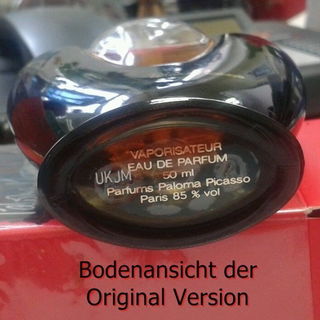 VAPORISATEUR
EAU DE PARFUM
UKJM 50 ml
Parfums Paloma Picasso
Paris 85 % vol
Bodenansicht der
Original Version